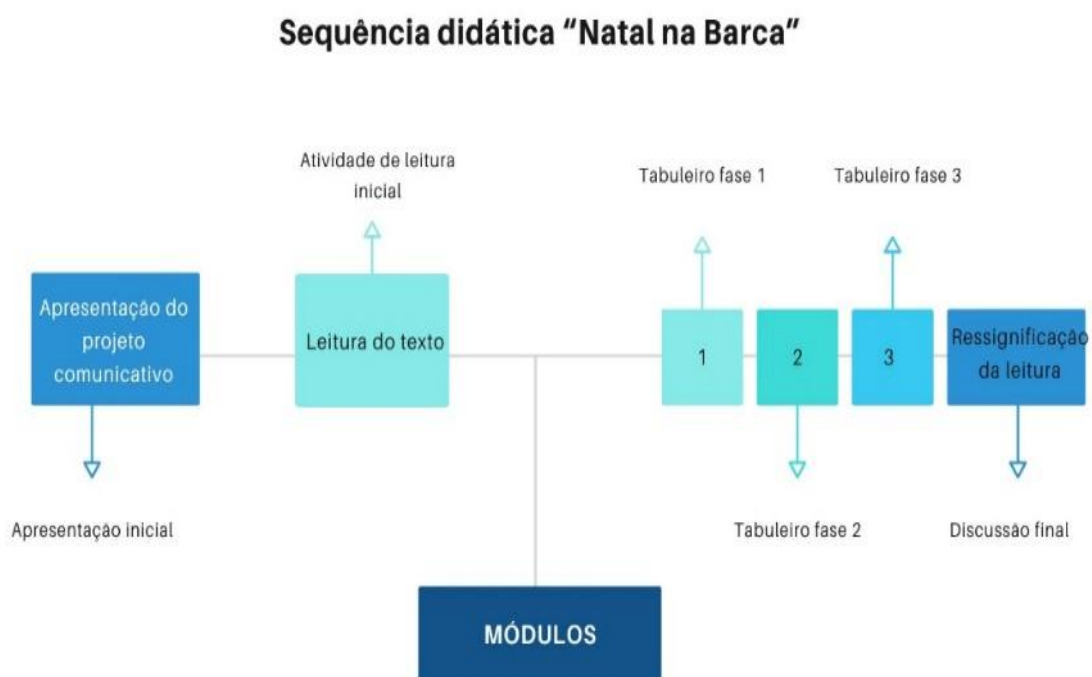 Sequência didática “Natal na Barca”
Atividade de leitura
inicial
Tabuleiro fase 1
Tabuleiro fase 3
Apresentação do
projeto
comunicativo
Leitura do texto
1
2
3
Ressignificação
da leitura
Apresentação inicial
Tabuleiro fase 2
Discussão final
MÓDULOS